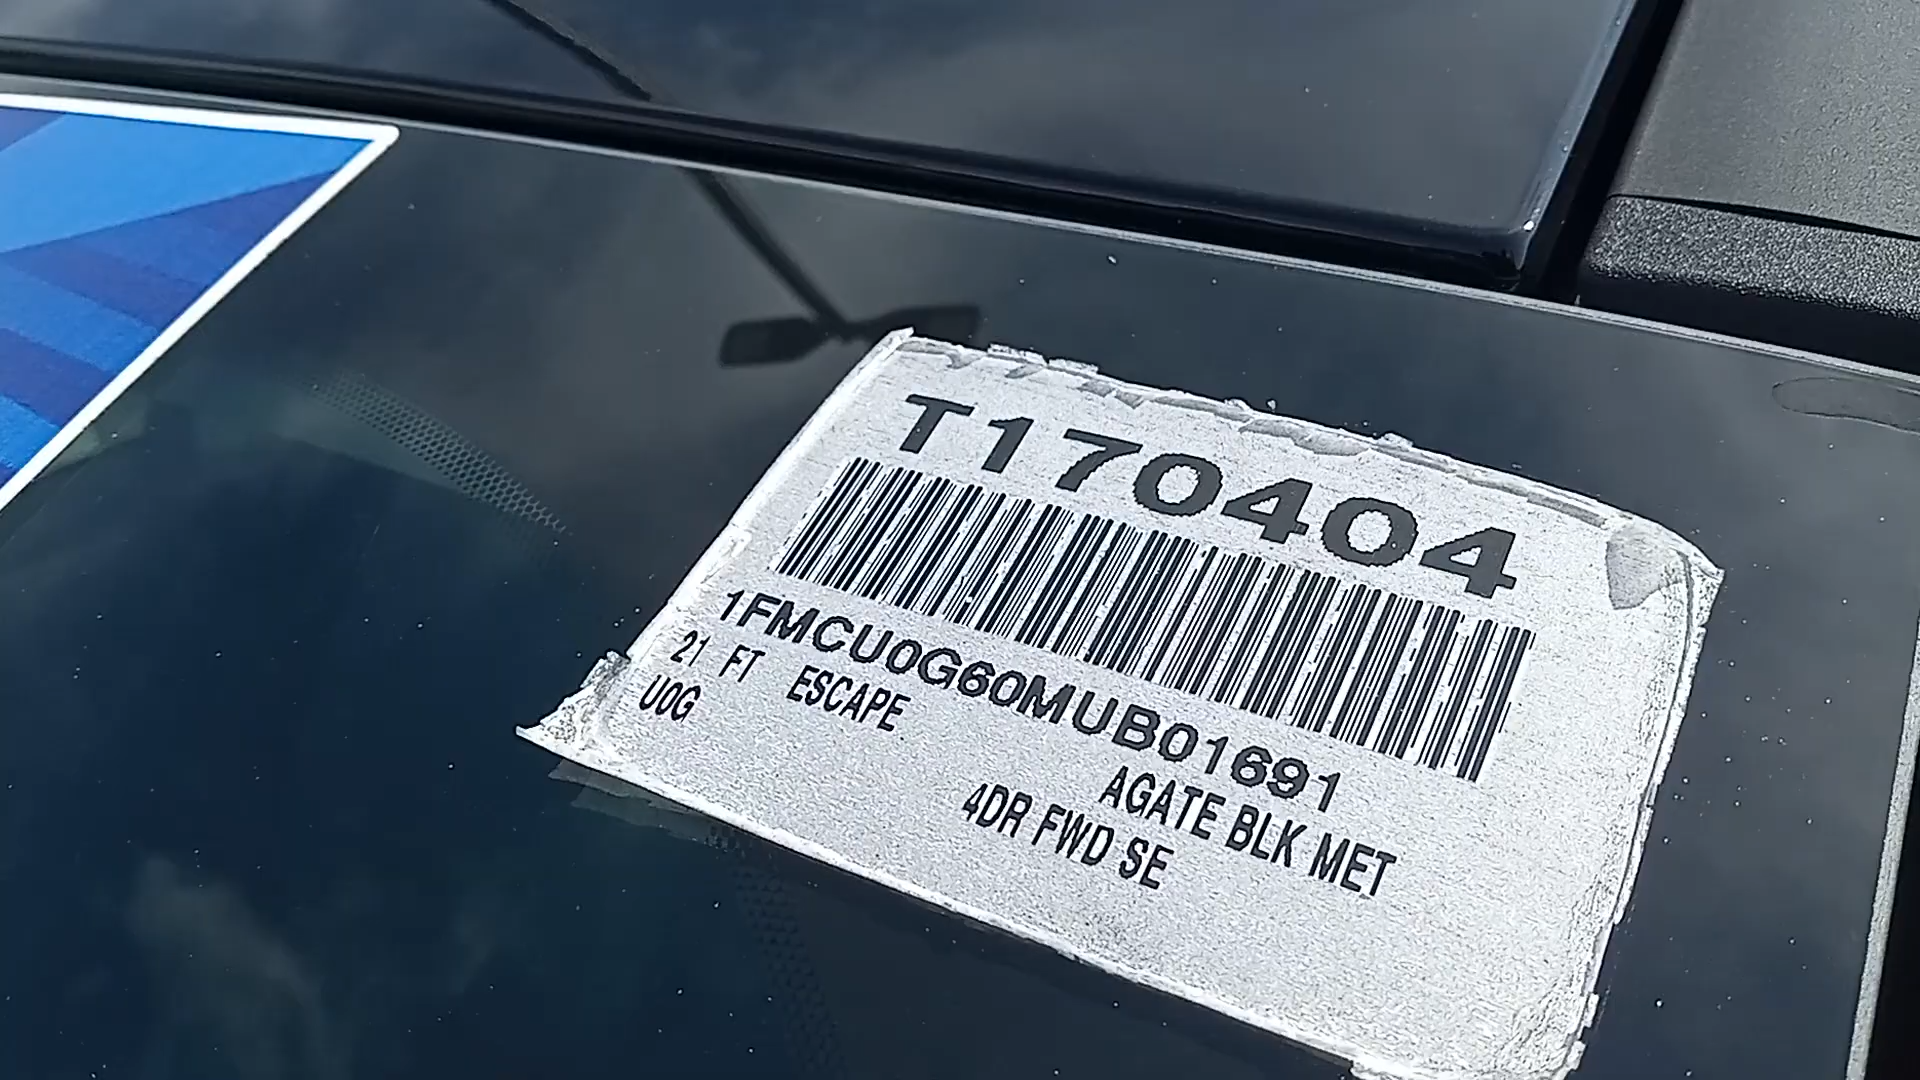 T170404
1FMCU0G60MUB01691
21 FT ESCAPE AGATE BLK MET
U0G 4DR FWD SE